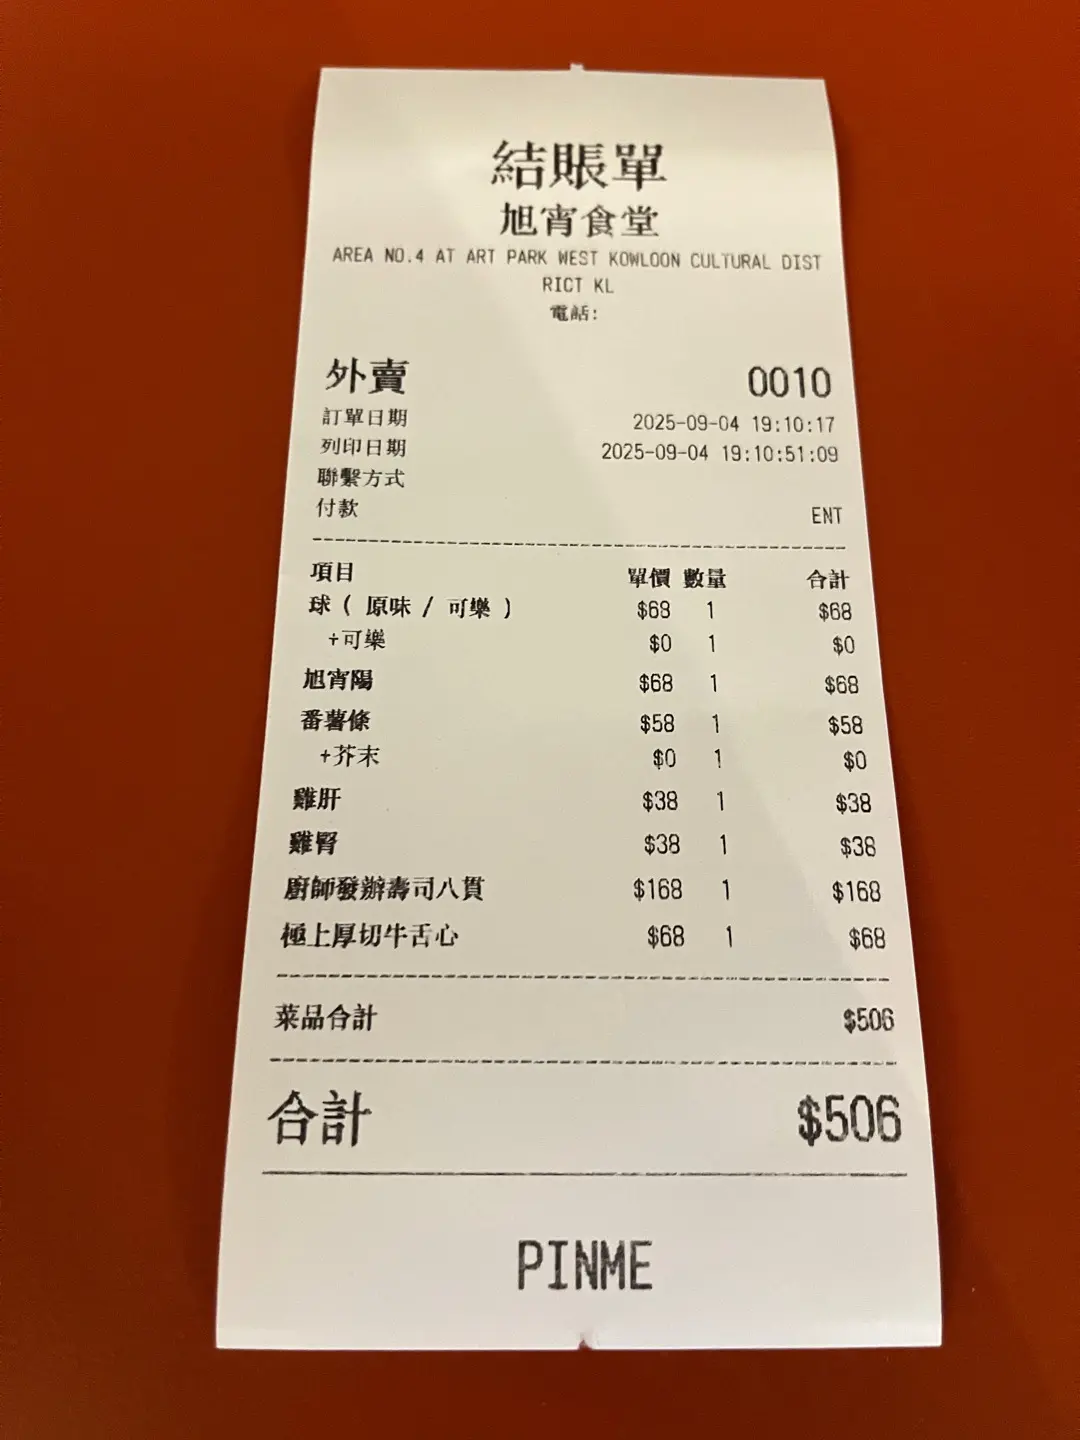 結賬單
旭宵食堂
AREA NO.4 AT ART PARK WEST KOWLOON CULTURAL DIST
RICT KL
電話:
外賣 0010
訂單日期 2025-09-04 19:10:17
列印日期 2025-09-04 19:10:51:09
聯繫方式
付款 ENT
項目 單價 數量 合計
球 ( 原味 / 可樂 ) $68 1 $68
+可樂 $0 1 $0
旭宵陽 $68 1 $68
番薯條 $58 1 $58
+芥末 $0 1 $0
雞肝 $38 1 $38
雞腎 $38 1 $38
廚師發辦壽司八貫 $168 1 $168
極上厚切牛舌心 $68 1 $68
菜品合計 $506
合計 $506
PINME